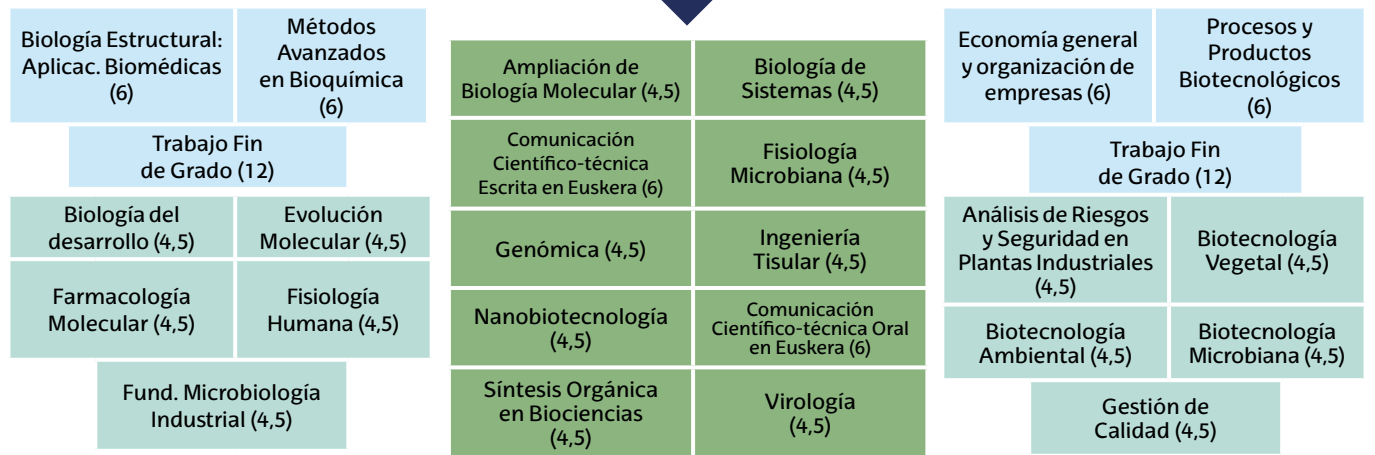 Biología Estructural:
Aplicac. Biomédicas
(6)
Métodos
Avanzados
en Bioquímica
(6)
Trabajo Fin
de Grado (12)
Biología del
desarrollo (4,5)
Evolución
Molecular (4,5)
Farmacología
Molecular (4,5)
Fisiología
Humana (4,5)
Fund. Microbiología
Industrial (4,5)
Ampliación de
Biología Molecular (4,5)
Biología de
Sistemas (4,5)
Comunicación
Científico-técnica
Escrita en Euskera (6)
Fisiología
Microbiana (4,5)
Genómica (4,5)
Ingeniería
Tisular (4,5)
Nanobiotecnología
(4,5)
Comunicación
Científico-técnica Oral
en Euskera (6)
Síntesis Orgánica
en Biociencias
(4,5)
Virología
(4,5)
Economía general
y organización de
empresas (6)
Procesos y
Productos
Biotecnológicos
(6)
Trabajo Fin
de Grado (12)
Análisis de Riesgos
y Seguridad en
Plantas Industriales
(4,5)
Biotecnología
Vegetal (4,5)
Biotecnología
Ambiental (4,5)
Biotecnología
Microbiana (4,5)
Gestión de
Calidad (4,5)